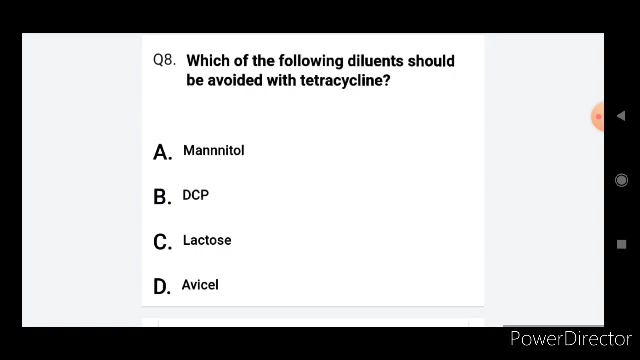 Q8. Which of the following diluents should
be avoided with tetracycline?
A. Mannnitol
B. DCP
C. Lactose
D. Avicel
PowerDirector